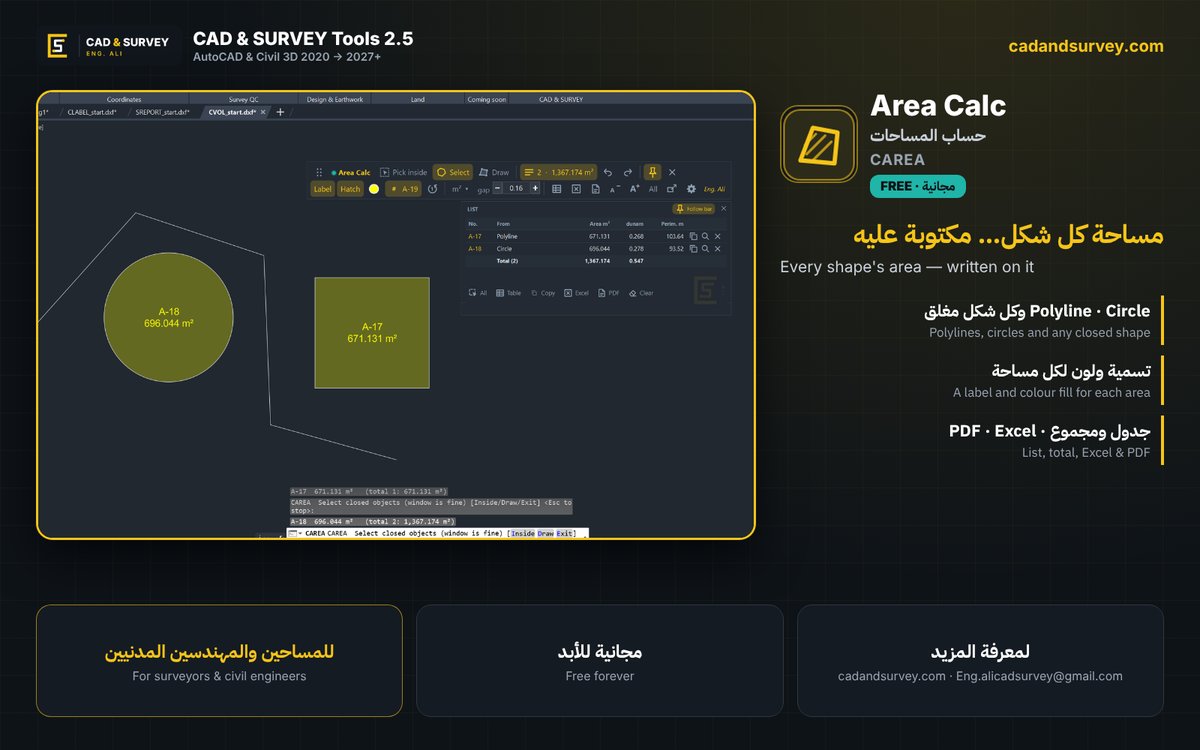 CAD & SURVEY
ENG. ALI
CAD & SURVEY Tools 2.5
AutoCAD & Civil 3D 2020 → 2027+
cadandsurvey.com
Coordinates Survey QC Design & Earthwork Land Coming soon CAD & SURVEY
g1* CLABEL_start.dxf* SREPORT_start.dxf* CVOL_start.dxf* × +
Area Calc Pick inside Select Draw 2 · 1,367.174 m²
Label Hatch # A-19 m² gap − 0.16 + A⁻ A⁺ All Eng. Ali
LIST Follow bar
No. From Area m² dunam Perim. m
A-17 Polyline 671.131 0.268 103.64
A-18 Circle 696.044 0.278 93.52
Total (2) 1,367.174 0.547
All Table Copy Excel PDF Clear
A-18
696.044 m²
A-17
671.131 m²
A-17 671.131 m² (total 1: 671.131 m²)
CAREA Select closed objects (window is fine) [Inside/Draw/Exit] <Esc to
stop>:
A-18 696.044 m² (total 2: 1,367.174 m²)
CAREA CAREA Select closed objects (window is fine) [Inside Draw Exit]
Area Calc
حساب المساحات
CAREA
FREE · مجانية
مساحة كل شكل... مكتوبة عليه
Every shape's area — written on it
Polyline · Circle وكل شكل مغلق
Polylines, circles and any closed shape
تسمية ولون لكل مساحة
A label and colour fill for each area
جدول ومجموع · PDF · Excel
List, total, Excel & PDF
للمساحين والمهندسين المدنيين
For surveyors & civil engineers
مجانية للأبد
Free forever
لمعرفة المزيد
cadandsurvey.com · Eng.alicadsurvey@gmail.com